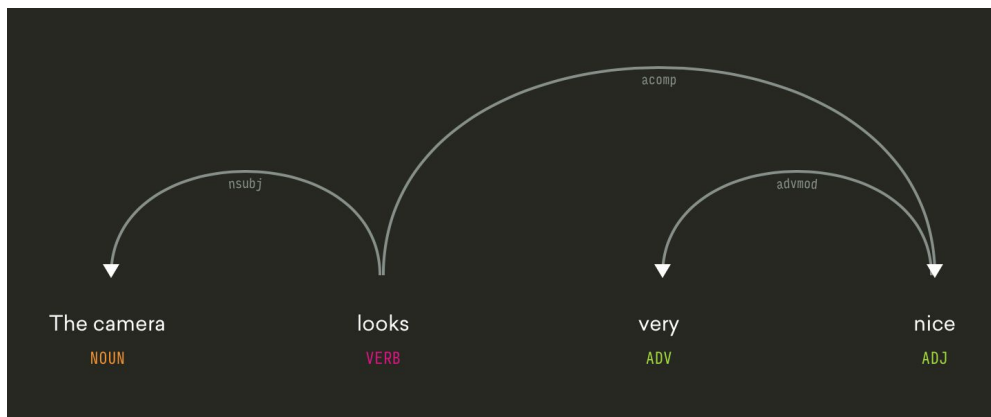 acomp
nsubj advmod
The camera looks very nice
NOUN VERB ADV ADJ